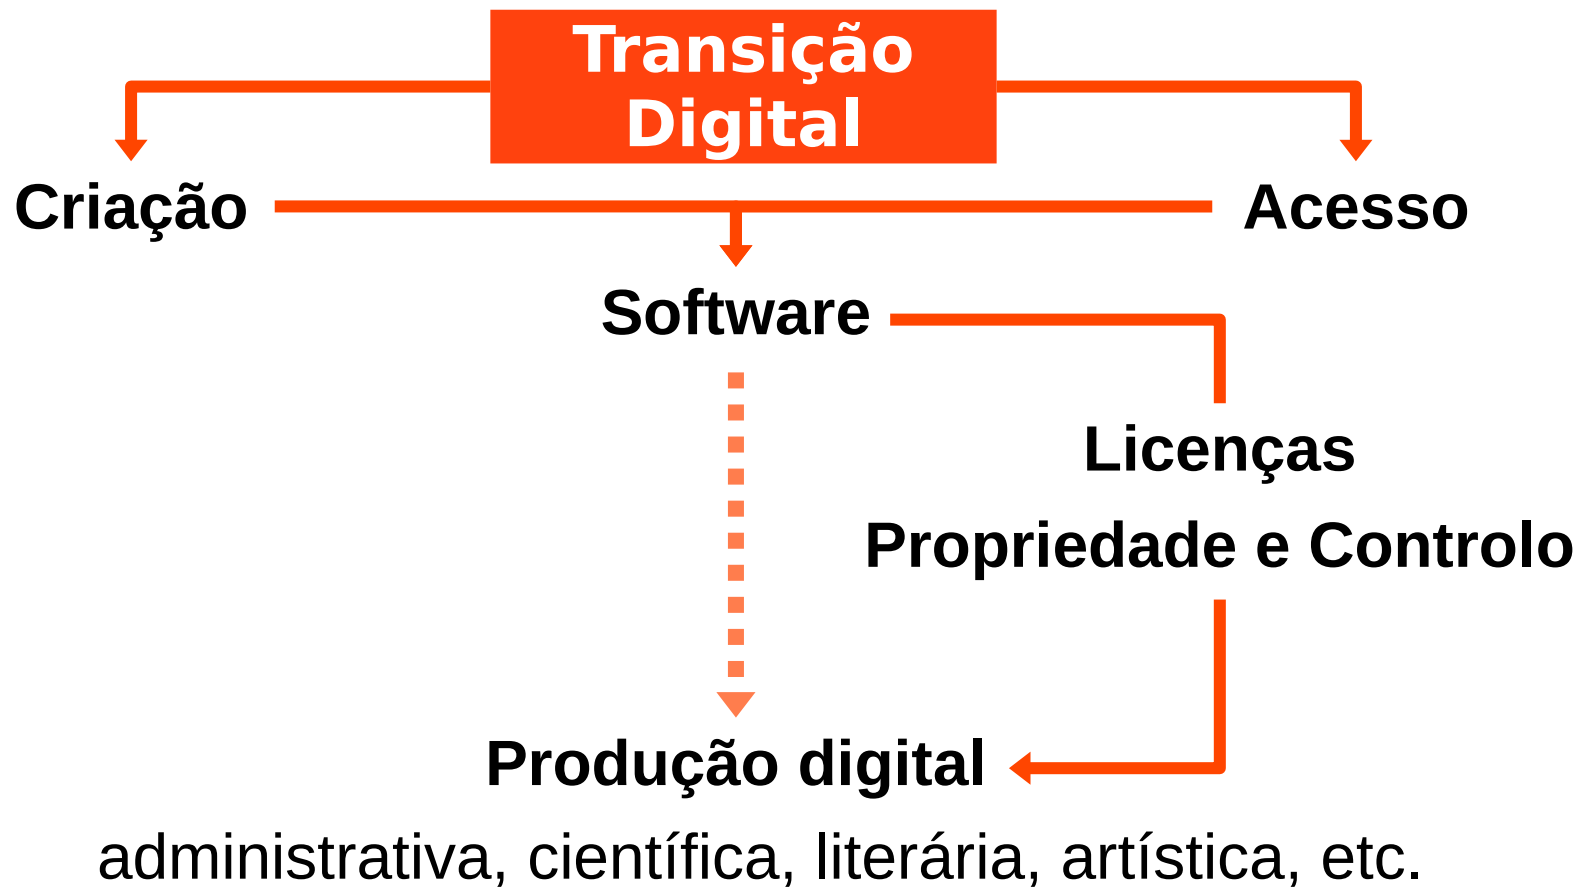 Transição
Digital
Criação
Acesso
Software
Licenças
Propriedade e Controlo
Produção digital
administrativa, científica, literária, artística, etc.